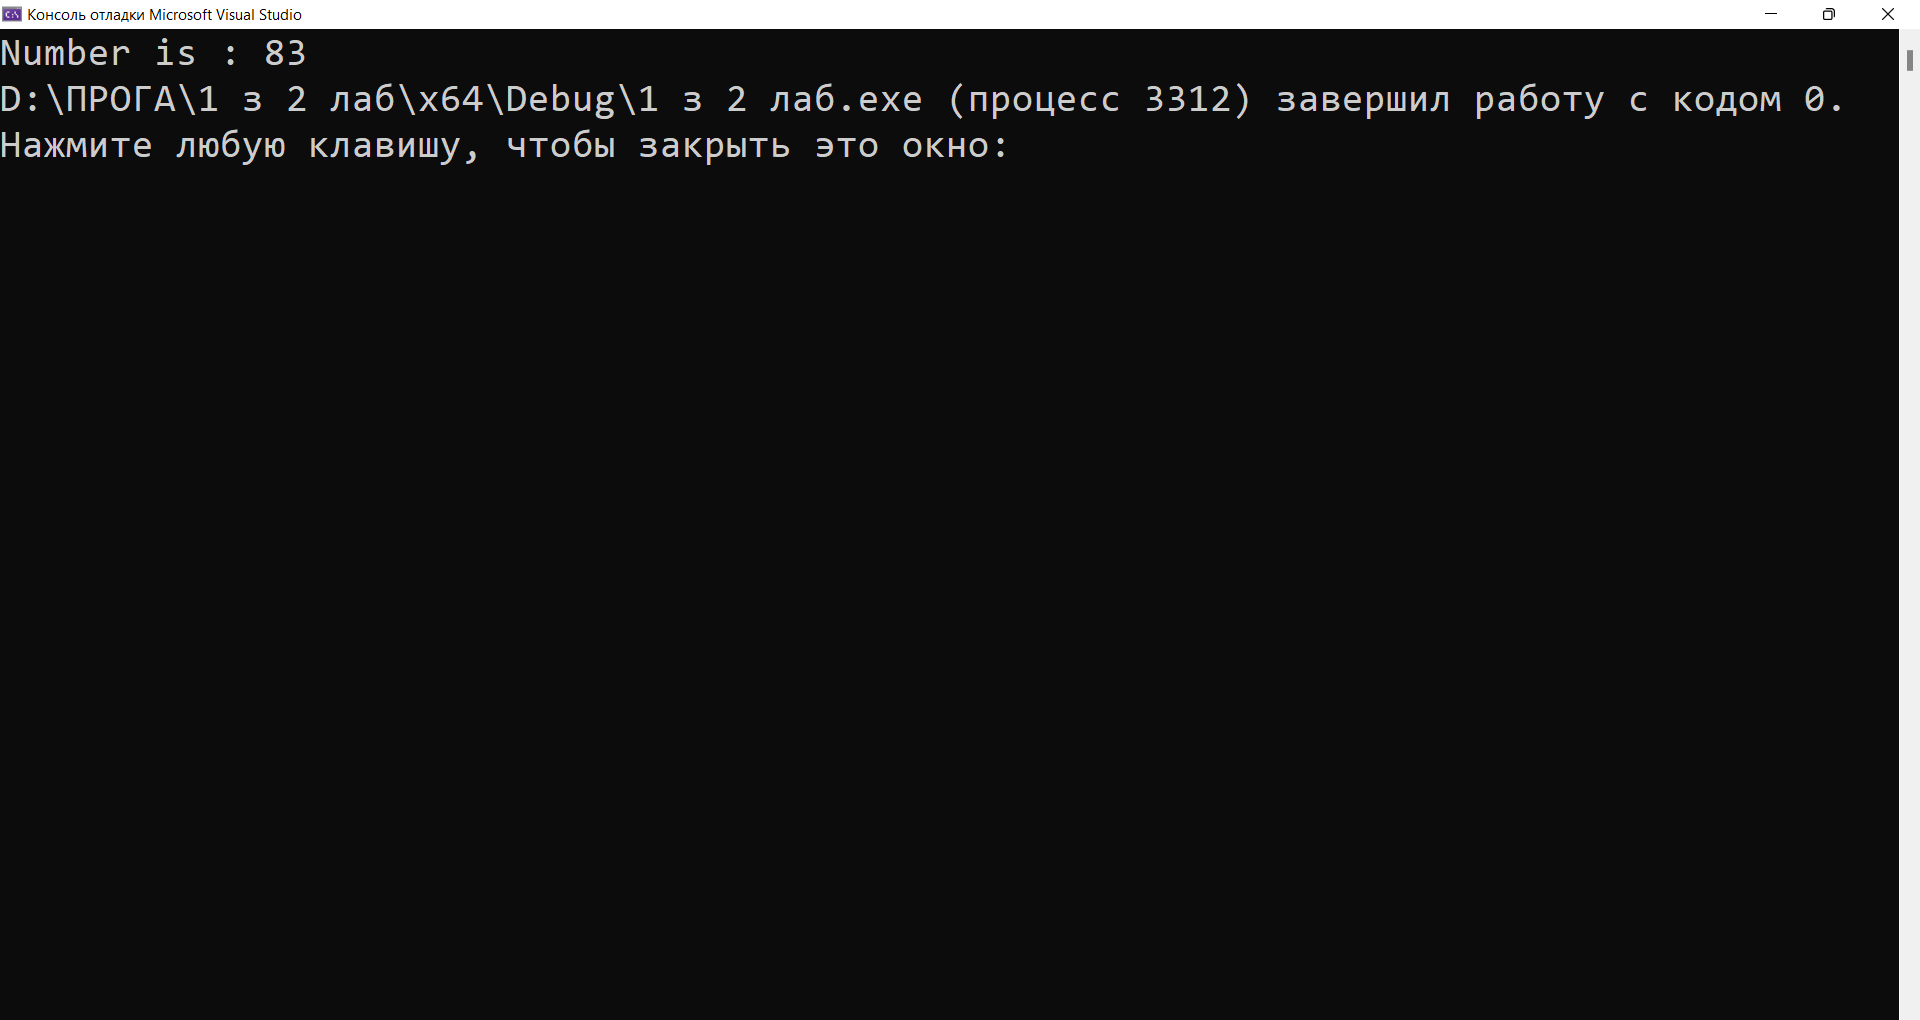 Консоль отладки Microsoft Visual Studio
Number is : 83
D:\ПРОГА\1 з 2 лаб\x64\Debug\1 з 2 лаб.exe (процесс 3312) завершил работу с кодом 0.
Нажмите любую клавишу, чтобы закрыть это окно: